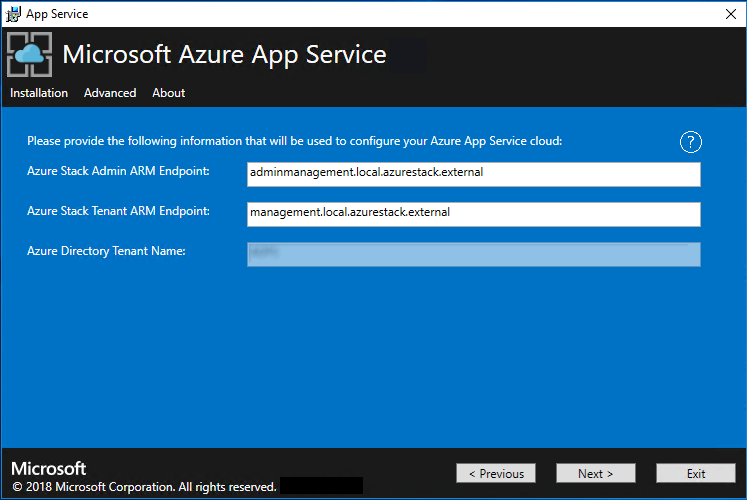 App Service
Microsoft Azure App Service
Installation Advanced About
Please provide the following information that will be used to configure your Azure App Service cloud:
?
Azure Stack Admin ARM Endpoint: adminmanagement.local.azurestack.external
Azure Stack Tenant ARM Endpoint: management.local.azurestack.external
Azure Directory Tenant Name:
Microsoft
© 2018 Microsoft Corporation. All rights reserved.
< Previous Next > Exit